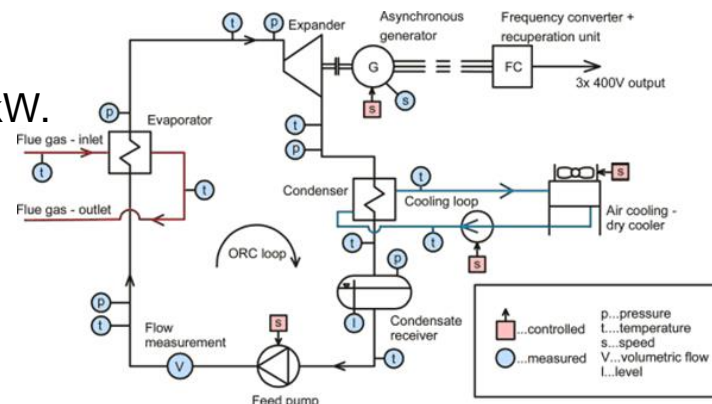 t
p
Expander
Asynchronous
generator
Frequency converter +
recuperation unit
G
FC
s
s
3x 400V output
kW.
p
Evaporator
Flue gas - inlet
t
t
Flue gas - outlet
t
p
Condenser
t
Cooling loop
s
Air cooling -
dry cooler
t
t
s
ORC loop
p
l
Condensate
receiver
p
t
Flow
measurement
s
V
t
Feed pump
s
...controlled
...measured
p...pressure
t....temperature
s...speed
V...volumetric flow
l...level